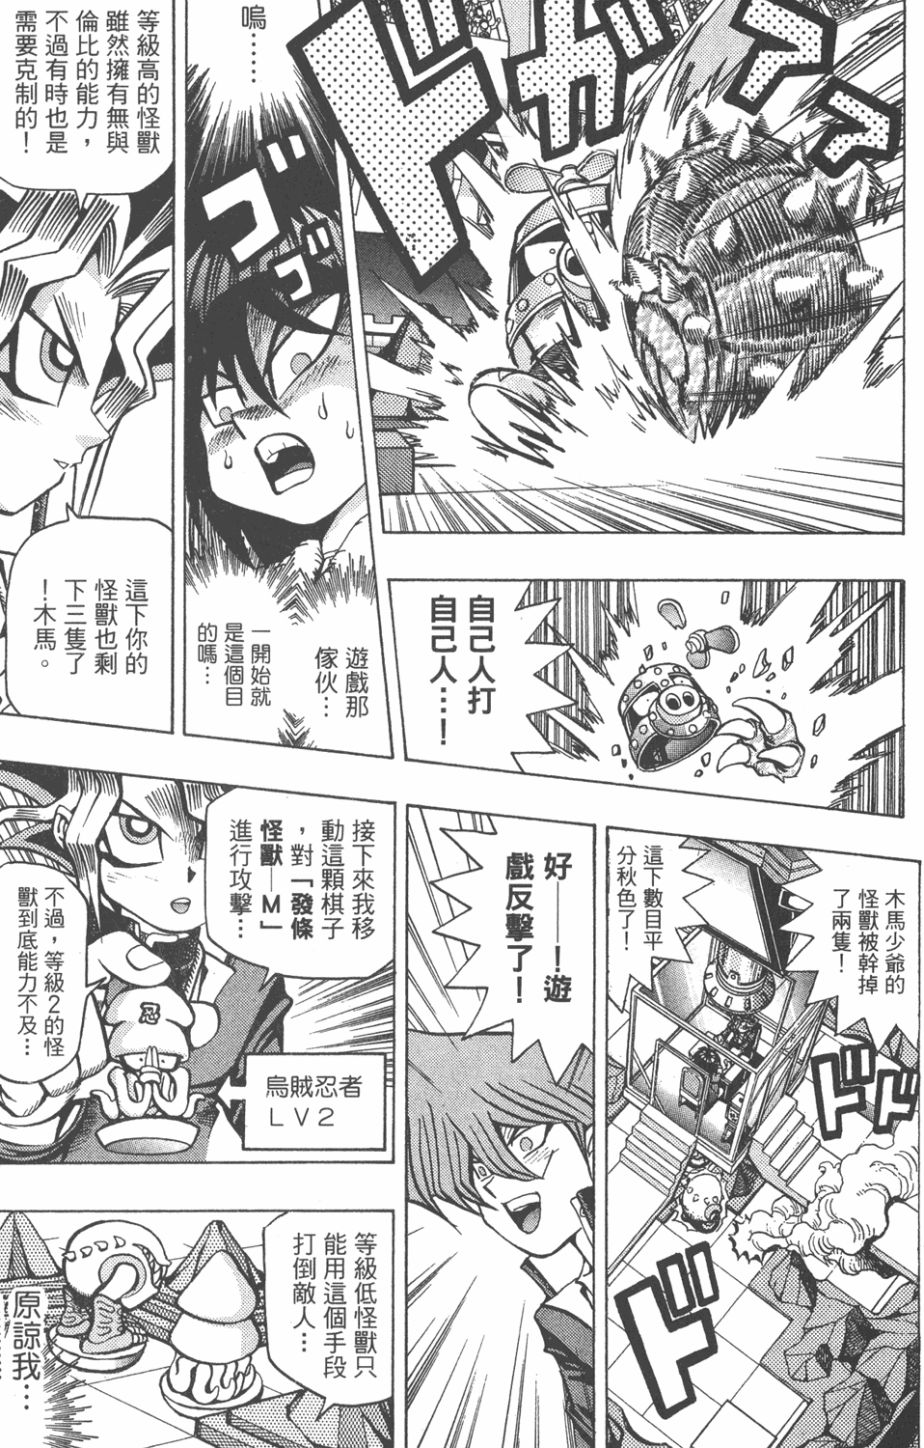 ドガァァ
自己人打
自己人…！
嗚……
ゴゴ
遊戲那
傢伙…
一開始就
是這個目
的嗎…
等級高的怪獸
雖然擁有無與
倫比的能力，
不過有時也是
需要克制的！
這下你的
怪獸也剩
下三隻了
！木馬。
木馬少爺的
怪獸被幹掉
了兩隻！
這下數目平
分秋色了！
ドドド
好——！遊
戲反擊了！
接下來我移
動這顆棋子
，對「發條
怪獸—M」
進行攻擊…
忍
烏賊忍者
LV2
不過，等級2的怪
獸到底能力不及…
等級低怪獸只
能用這個手段
打倒敵人…
原諒我…